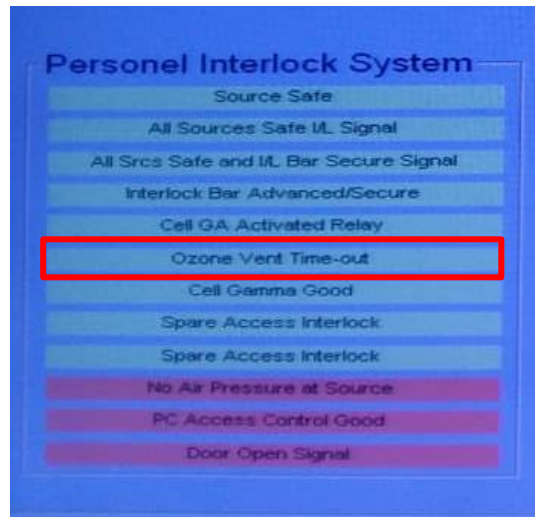 Personel Interlock System
Source Safe
All Sources Safe I/L Signal
All Srcs Safe and I/L Bar Secure Signal
Interlock Bar Advanced/Secure
Cell GA Activated Relay
Ozone Vent Time-out
Cell Gamma Good
Spare Access Interlock
Spare Access Interlock
No Air Pressure at Source
PC Access Control Good
Door Open Signal